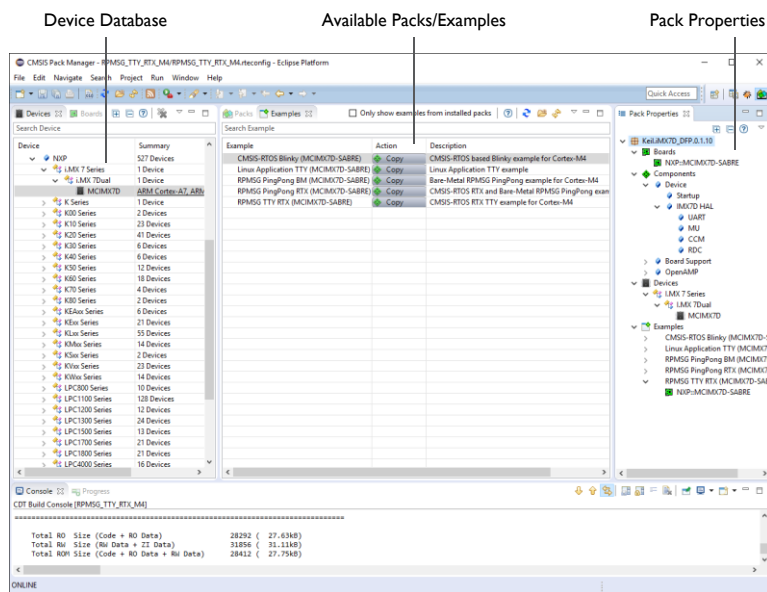 Device Database
Available Packs/Examples
Pack Properties
CMSIS Pack Manager - RPMSG_TTY_RTX_M4/RPMSG_TTY_RTX_M4.rteconfig - Eclipse Platform
File Edit Navigate Search Project Run Window Help
Quick Access
Devices Boards
Packs Examples
Only show examples from installed packs
Pack Properties
Search Device
Search Example
Device Summary
NXP 527 Devices
i.MX 7 Series 1 Device
i.MX 7Dual 1 Device
MCIMX7D ARM Cortex-A7, ARM
K Series 1 Device
K00 Series 2 Devices
K10 Series 23 Devices
K20 Series 41 Devices
K30 Series 6 Devices
K40 Series 6 Devices
K50 Series 12 Devices
K60 Series 18 Devices
K70 Series 4 Devices
K80 Series 2 Devices
KEAxx Series 6 Devices
KExx Series 21 Devices
KLxx Series 55 Devices
KMxx Series 14 Devices
KSxx Series 2 Devices
KVxx Series 23 Devices
KWxx Series 14 Devices
LPC800 Series 10 Devices
LPC1100 Series 128 Devices
LPC1200 Series 12 Devices
LPC1300 Series 24 Devices
LPC1500 Series 13 Devices
LPC1700 Series 21 Devices
LPC1800 Series 21 Devices
LPC4000 Series 16 Devices
Example Action Description
CMSIS-RTOS Blinky (MCIMX7D-SABRE) Copy CMSIS-RTOS based Blinky example for Cortex-M4
Linux Application TTY (MCIMX7D-SABRE) Copy Linux Application TTY example
RPMSG PingPong BM (MCIMX7D-SABRE) Copy Bare-Metal RPMSG PingPong example for Cortex-M4
RPMSG PingPong RTX (MCIMX7D-SABRE) Copy CMSIS-RTOS RTX and Bare-Metal RPMSG PingPong exam
RPMSG TTY RTX (MCIMX7D-SABRE) Copy CMSIS-RTOS RTX TTY example for Cortex-M4
Keil.iMX7D_DFP.0.1.10
Boards
NXP::MCIMX7D-SABRE
Components
Device
Startup
IMX7D HAL
UART
MU
CCM
RDC
Board Support
OpenAMP
Devices
i.MX 7 Series
i.MX 7Dual
MCIMX7D
Examples
CMSIS-RTOS Blinky (MCIMX7D-S
Linux Application TTY (MCIMX7
RPMSG PingPong BM (MCIMX7
RPMSG PingPong RTX (MCIMX7
RPMSG TTY RTX (MCIMX7D-SAB
NXP::MCIMX7D-SABRE
Console Progress
CDT Build Console [RPMSG_TTY_RTX_M4]
================================================================================
Total RO Size (Code + RO Data) 28292 ( 27.63kB)
Total RW Size (RW Data + ZI Data) 31856 ( 31.11kB)
Total ROM Size (Code + RO Data + RW Data) 28412 ( 27.75kB)
ONLINE